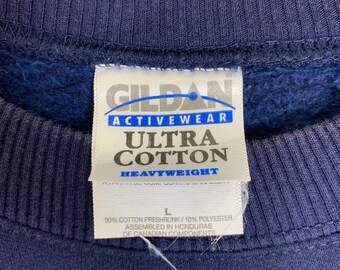 GILDAN
ACTIVEWEAR
ULTRA
COTTON
HEAVYWEIGHT
L
90% COTTON PRESHRUNK / 10% POLYESTER
ASSEMBLED IN HONDURAS
OF CANADIAN COMPONENTS